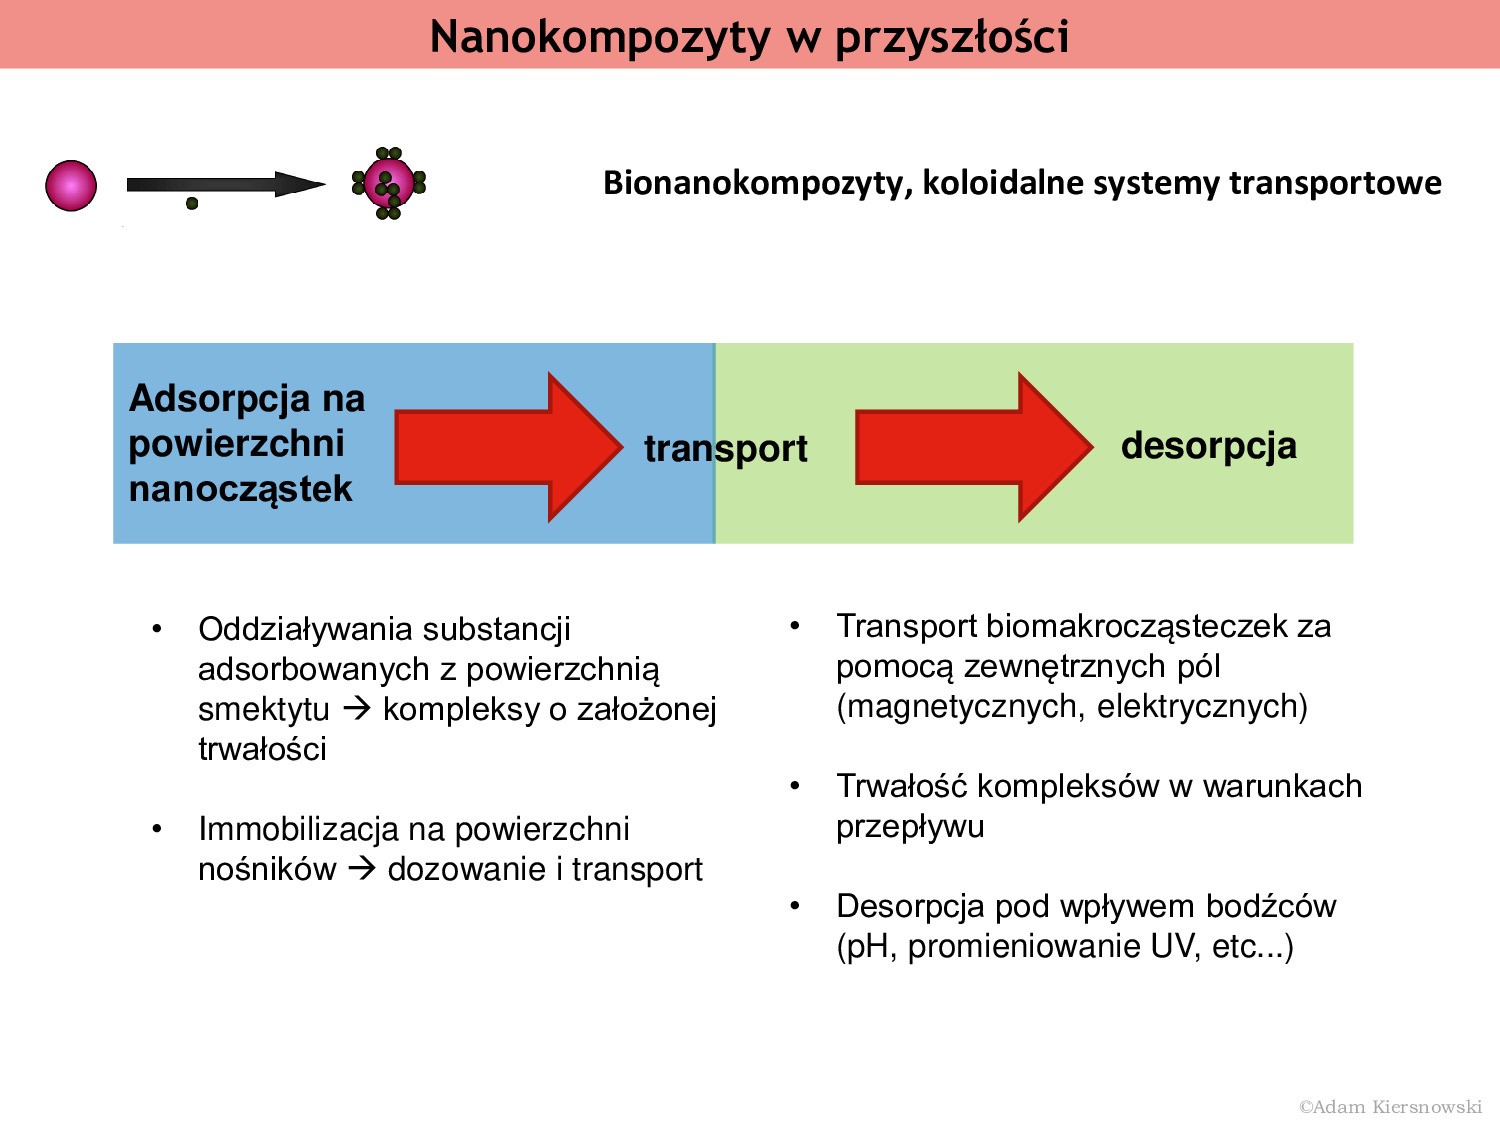 Nanokompozyty w przyszłości
Bionanokompozyty, koloidalne systemy transportowe
Adsorpcja na
powierzchni
nanocząstek
transport
desorpcja
• Oddziaływania substancji
adsorbowanych z powierzchnią
smektytu → kompleksy o założonej
trwałości
• Immobilizacja na powierzchni
nośników → dozowanie i transport
• Transport biomakrocząsteczek za
pomocą zewnętrznych pól
(magnetycznych, elektrycznych)
• Trwałość kompleksów w warunkach
przepływu
• Desorpcja pod wpływem bodźców
(pH, promieniowanie UV, etc...)
©Adam Kiersnowski